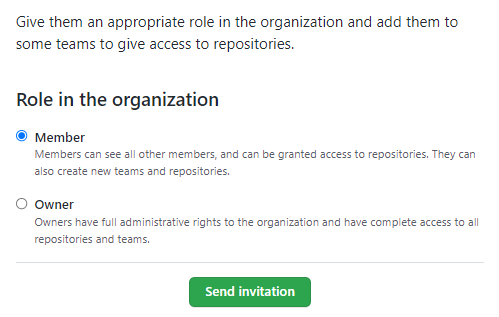 Give them an appropriate role in the organization and add them to
some teams to give access to repositories.
Role in the organization
Member
Members can see all other members, and can be granted access to repositories. They can
also create new teams and repositories.
Owner
Owners have full administrative rights to the organization and have complete access to all
repositories and teams.
Send invitation